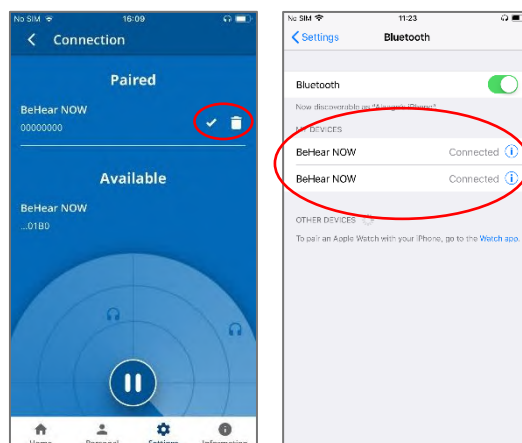 No SIM 16:09
Connection
Paired
BeHear NOW
00000000
Available
BeHear NOW
...01B0
Home Personal Settings Information
No SIM 11:23
Settings Bluetooth
Bluetooth
Now discoverable as iPhone".
MY DEVICES
BeHear NOW Connected
BeHear NOW Connected
OTHER DEVICES
To pair an Apple Watch with your iPhone, go to the Watch app.